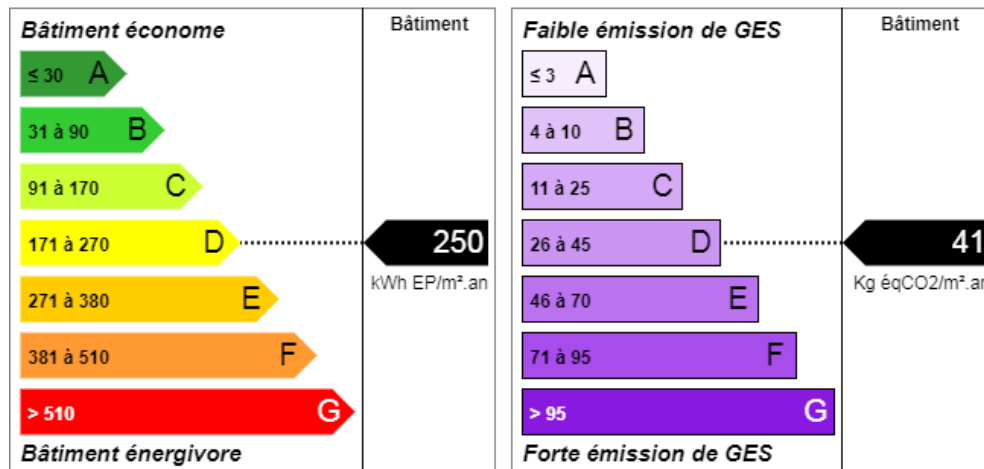 Bâtiment économe
Bâtiment
≤ 30 A
31 à 90 B
91 à 170 C
171 à 270 D
250
kWh EP/m².an
271 à 380 E
381 à 510 F
> 510 G
Bâtiment énergivore
Faible émission de GES
Bâtiment
≤ 3 A
4 à 10 B
11 à 25 C
26 à 45 D
41
Kg éqCO2/m².an
46 à 70 E
71 à 95 F
> 95 G
Forte émission de GES